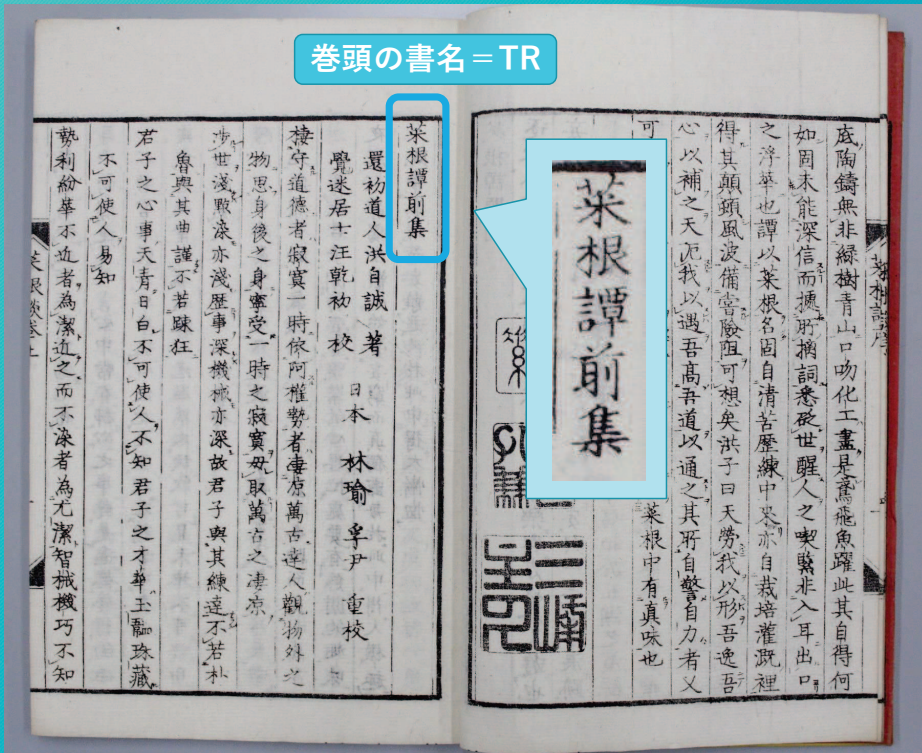 巻頭の書名＝TR
菜根譚序
底陶鑄無非緑樹青山口吻化工盡是鳶飛魚躍此其自得何
如固未能深信而據所摘詞悉砭世醒人之喫緊非入耳出口
之浮華也譚以菜根名固自清苦歴練中来亦自栽培灌漑裡
得其顛頓風波備嘗險阻可想矣洪子曰天勞我以形吾逸吾
心以補之天厄我以遇吾高吾道以通之其所自警自力者又
可
菜根中有真味也
菜根譚前集
三峰主人
菜根譚前集
還初道人洪自誠 著
覺迷居士汪乾初 校
日本 林瑜 孚尹 重校
棲守道德者寂寞一時依阿權勢者凄凉萬古達人觀物外之
物思身後之身寧受一時之寂寞毋取萬古之凄凉
渉世淺點染亦淺歴事深機械亦深故君子與其練達不若朴
魯與其曲謹不若踈狂
君子之心事天青日白不可使人不知君子之才華玉韞珠藏
不可使人易知
勢利紛華不近者為潔近之而不染者為尤潔智械機巧不知